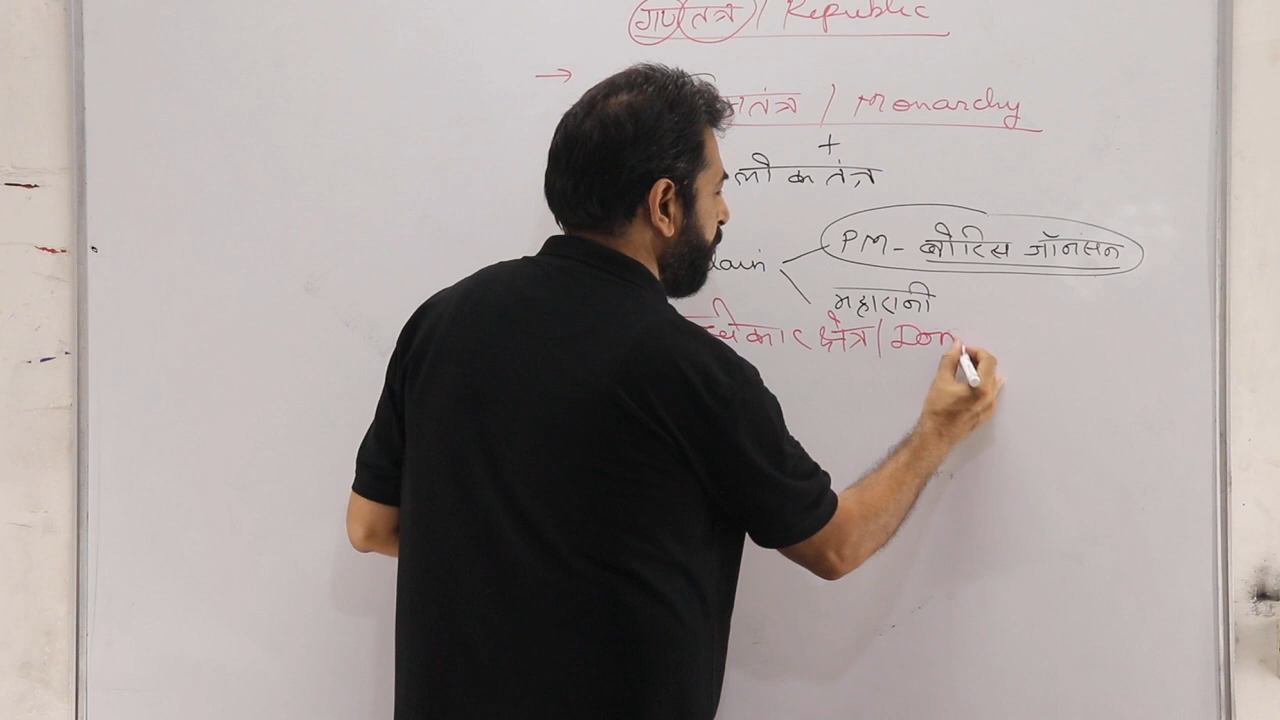 गणतंत्र / Republic
→ तंत्र / Monarchy
+
लोकतंत्र
PM - बोरिस जॉनसन
महारानी
क्षेत्र / Dom